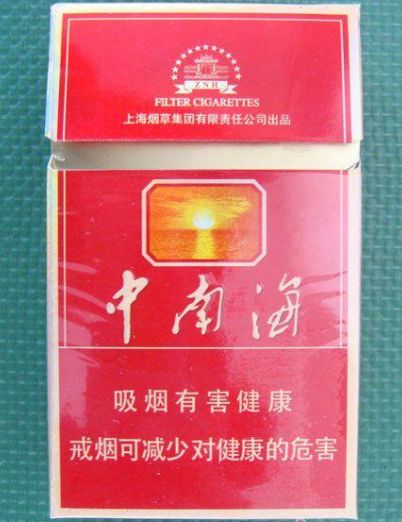 ZNH
FILTER CIGARETTES
上海烟草集团有限责任公司出品
中南海
吸烟有害健康
戒烟可减少对健康的危害